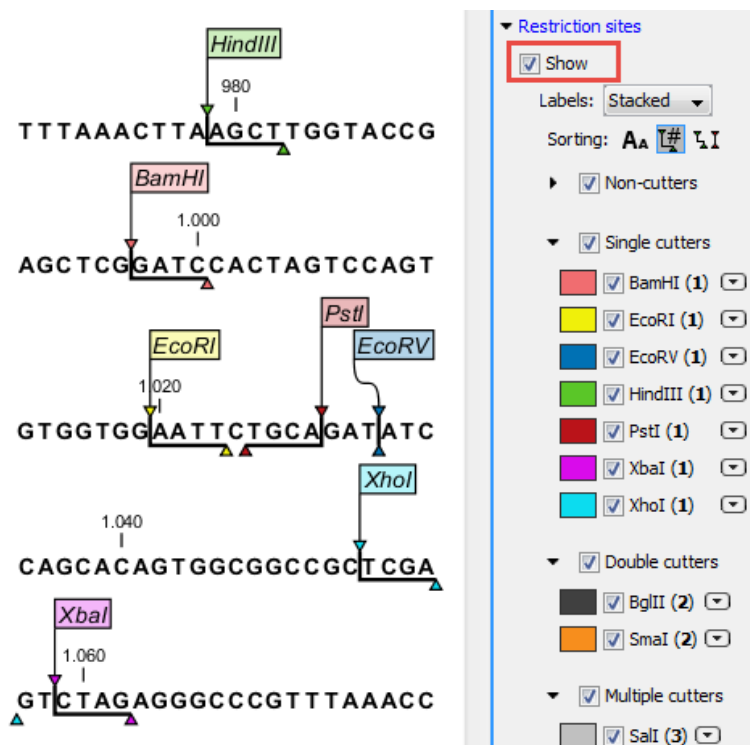 HindIII
980
TTTAAACTTAAGCTTGGTACCG
BamHI
1.000
AGCTCGGATCCACTAGTCCAGT
PstI
EcoRI
EcoRV
1.020
GTGGTGGAATTCTGCAGATATC
XhoI
1.040
CAGCACAGTGGCGGCCGCTCGA
XbaI
1.060
GTCTAGAGGGCCCGTTTAAACC
Restriction sites
Show
Labels: Stacked
Sorting: AA
Non-cutters
Single cutters
BamHI (1)
EcoRI (1)
EcoRV (1)
HindIII (1)
PstI (1)
XbaI (1)
XhoI (1)
Double cutters
BglII (2)
SmaI (2)
Multiple cutters
SalI (3)